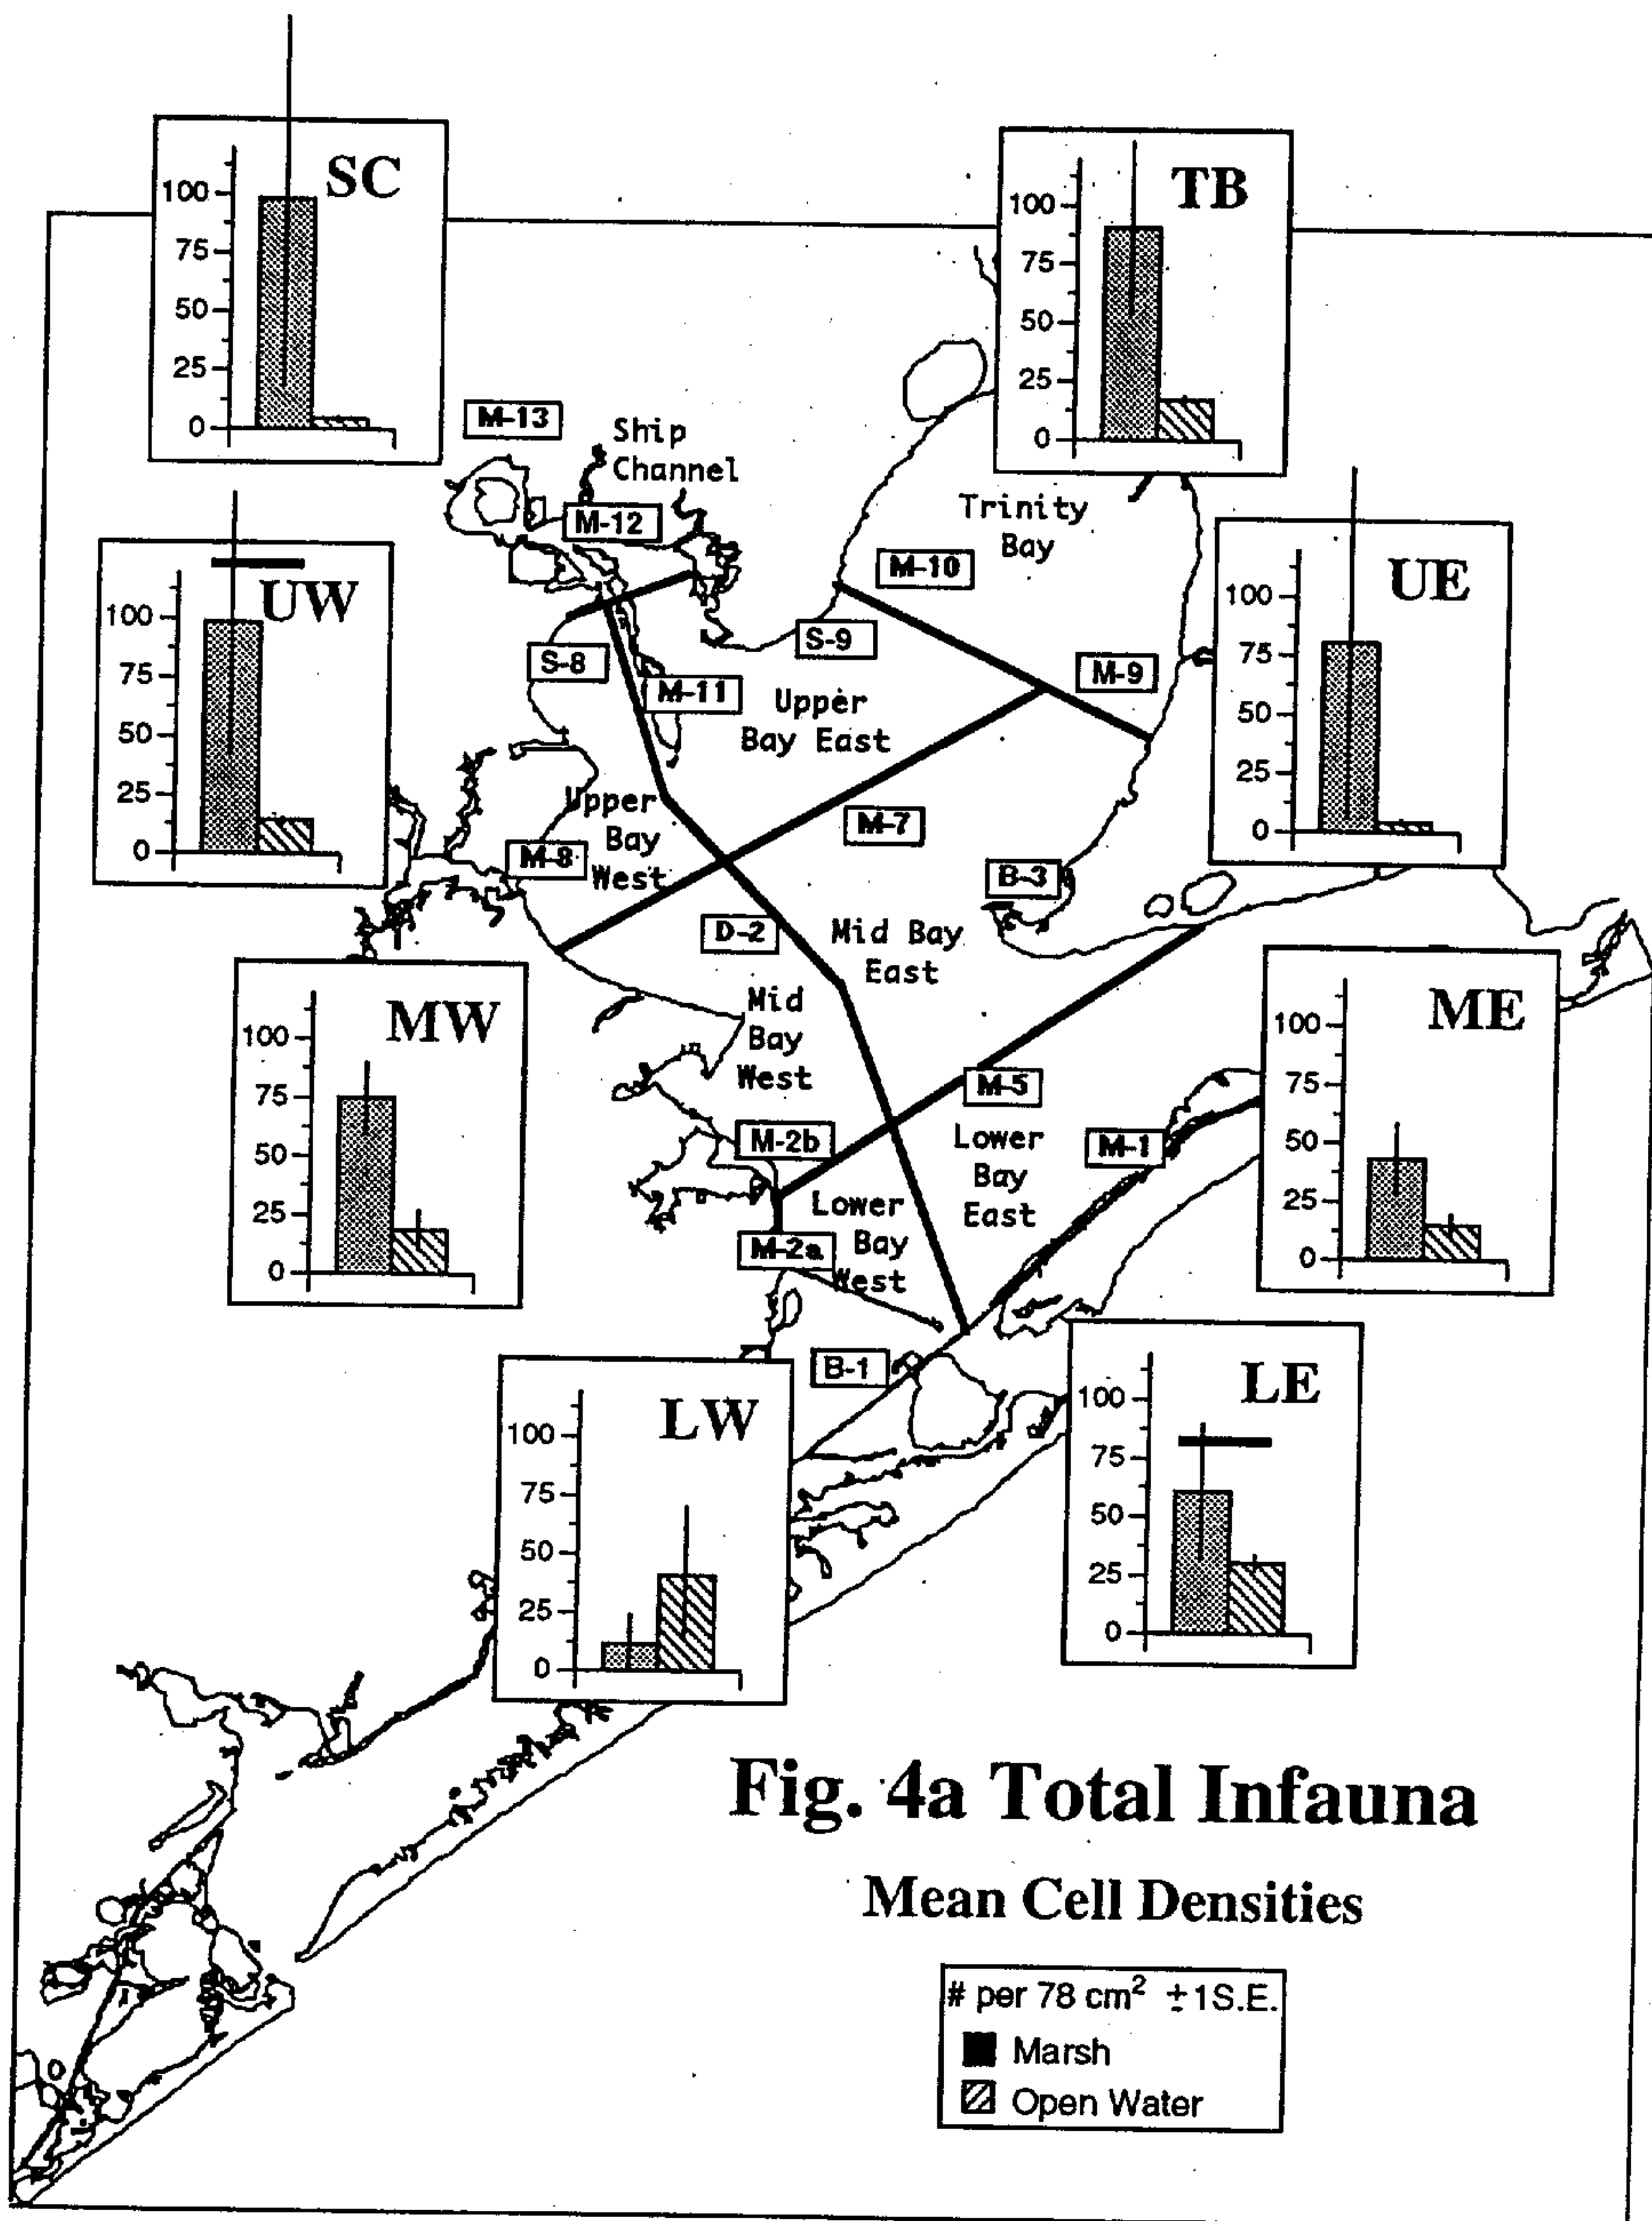 SC
100
75
50
25
0
TB
100
75
50
25
0
M-13
Ship
Channel
M-12
Trinity
Bay
UW
100
75
50
25
0
M-10
UE
100
75
50
25
0
S-9
S-8
M-9
M-11
Upper
Bay East
Upper
Bay
West
M-7
M-8
B-3
D-2
Mid Bay
East
MW
100
75
50
25
0
Mid
Bay
West
ME
100
75
50
25
0
M-5
M-2b
Lower
Bay
East
M-1
Lower
Bay
West
M-2a
B-1
LW
100
75
50
25
0
LE
100
75
50
25
0
Fig. 4a Total Infauna
Mean Cell Densities
# per 78 cm² ±1S.E.
Marsh
Open Water